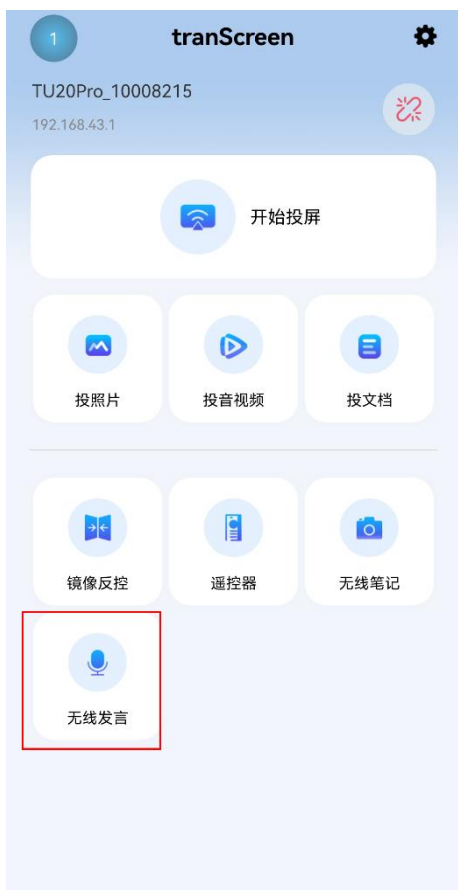 1
tranScreen
TU20Pro_10008215
192.168.43.1
开始投屏
投照片
投音视频
投文档
镜像反控
遥控器
无线笔记
无线发言